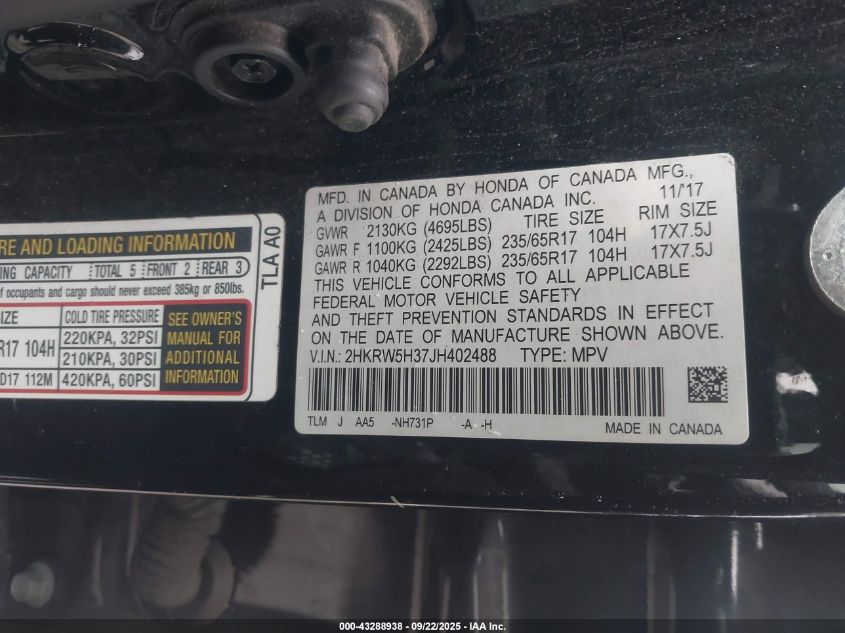 MFD. IN CANADA BY HONDA OF CANADA MFG.,
A DIVISION OF HONDA CANADA INC. 11/17
GVWR 2130KG (4695LBS) TIRE SIZE RIM SIZE
GAWR F 1100KG (2425LBS) 235/65R17 104H 17X7.5J
GAWR R 1040KG (2292LBS) 235/65R17 104H 17X7.5J
THIS VEHICLE CONFORMS TO ALL APPLICABLE
FEDERAL MOTOR VEHICLE SAFETY
AND THEFT PREVENTION STANDARDS IN EFFECT
ON THE DATE OF MANUFACTURE SHOWN ABOVE.
V.I.N.: 2HKRW5H37JH402488 TYPE: MPV
TLM J AA5 -NH731P -A -H
MADE IN CANADA
RE AND LOADING INFORMATION
NG CAPACITY TOTAL 5 FRONT 2 REAR 3
of occupants and cargo should never exceed 385kg or 850lbs.
SIZE COLD TIRE PRESSURE
R17 104H 220KPA, 32PSI
210KPA, 30PSI
D17 112M 420KPA, 60PSI
SEE OWNER'S
MANUAL FOR
ADDITIONAL
INFORMATION
TLA A0
000-43288938 - 09/22/2025 - IAA Inc.